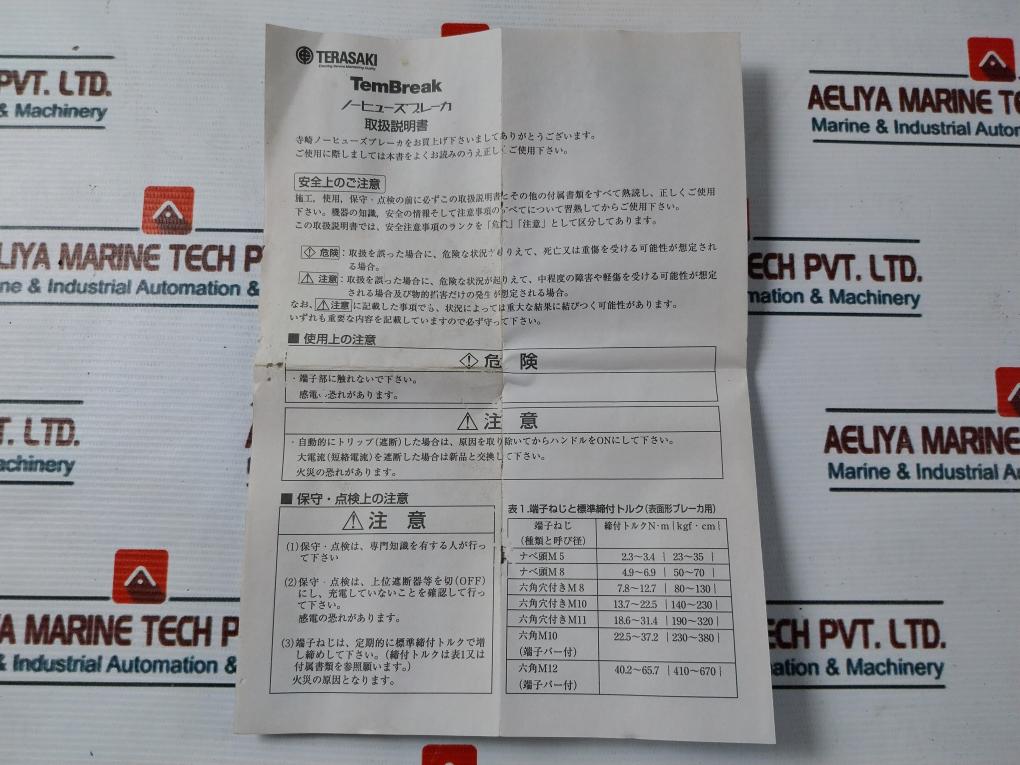 TERASAKI
TemBreak
ノーヒューズブレーカ
取扱説明書
寺崎ノーヒューズブレーカをお買上げ下さいましてありがとうございます。
ご使用に際しましては本書をよくお読みのうえ正しくご使用下さい。
安全上のご注意
施工，使用，保守・点検の前に必ずこの取扱説明書とその他の付属書類をすべて熟読し、正しくご使用
下さい。機器の知識，安全の情報そして注意事項のすべてについて習熟してからご使用下さい。
この取扱説明書では、安全注意事項のランクを「危険」「注意」として区分してあります。
危険：取扱を誤った場合に、危険な状況がおりえて、死亡又は重傷を受ける可能性が想定され
る場合。
注意：取扱を誤った場合に、危険な状況が起りえて、中程度の障害や軽傷を受ける可能性が想定
される場合及び物的損害だけの発生が想定される場合。
なお、注意に記載した事項でも、状況によっては重大な結果に結びつく可能性があります。
いずれも重要な内容を記載していますので必ず守って下さい。
■ 使用上の注意
危 険
・端子部に触れないで下さい。
感電の恐れがあります。
注 意
・自動的にトリップ(遮断)した場合は、原因を取り除いてからハンドルをONにして下さい。
大電流(短絡電流)を遮断した場合は新品と交換して下さい。
火災の恐れがあります。
■ 保守・点検上の注意
注 意
(1)保守・点検は、専門知識を有する人が行っ
て下さい
(2)保守・点検は、上位遮断器等を切(OFF)
にし、充電していないことを確認して行っ
て下さい。
感電の恐れがあります。
(3)端子ねじは、定期的に標準締付トルクで増
し締めして下さい。(締付トルクは表1又は
付属書類を参照願います。)
火災の原因となります。
表1.端子ねじと標準締付トルク(表面形ブレーカ用)
端子ねじ 締付トルクN·m{kgf·cm}
(種類と呼び径)
ナベ頭M5 2.3～3.4 { 23～35 }
ナベ頭M8 4.9～6.9 { 50～70 }
六角穴付きM8 7.8～12.7 { 80～130}
六角穴付きM10 13.7～22.5 {140～230}
六角穴付きM11 18.6～31.4 {190～320}
六角M10 22.5～37.2 {230～380}
(端子バー付)
六角M12 40.2～65.7 {410～670}
(端子バー付)
PVT. LTD.
& Machinery
AELIYA MARINE TE
Marine & Industrial Autom
LIYA MARINE TECH P
ne & Industrial Automation &
ECH PVT. LTD.
mation & Machinery
T. LTD.
achinery
AELIYA MARINE
Marine & Industrial A
YA MARINE TECH P
& Industrial Automation &
CH PVT. LTD.
ation & Machinery